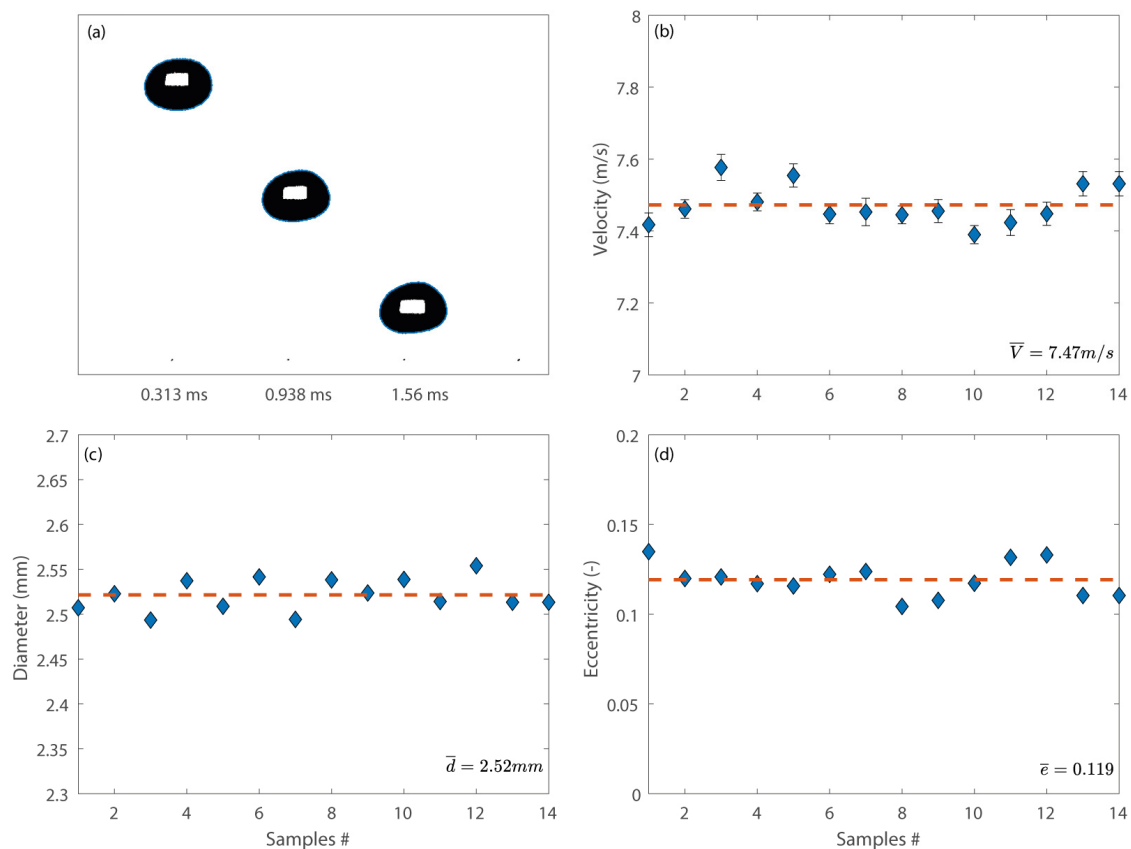 (a)
0.313 ms
0.938 ms
1.56 ms
(b)
Velocity (m/s)
8
7.8
7.6
7.4
7.2
7
2
4
6
8
10
12
14
V̅ = 7.47m/s
(c)
Diameter (mm)
2.7
2.65
2.6
2.55
2.5
2.45
2.4
2.35
2.3
2
4
6
8
10
12
14
d̅ = 2.52mm
Samples #
(d)
Eccentricity (-)
0.2
0.15
0.1
0.05
0
2
4
6
8
10
12
14
e̅ = 0.119
Samples #